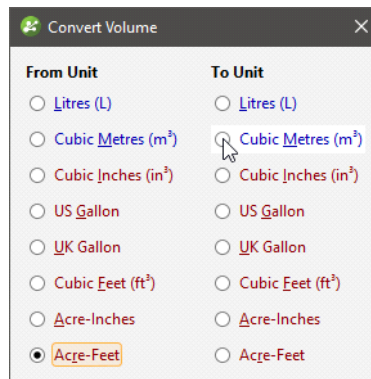 Convert Volume
From Unit To Unit
Litres (L) Litres (L)
Cubic Metres (m³) Cubic Metres (m³)
Cubic Inches (in³) Cubic Inches (in³)
US Gallon US Gallon
UK Gallon UK Gallon
Cubic Feet (ft³) Cubic Feet (ft³)
Acre-Inches Acre-Inches
Acre-Feet Acre-Feet